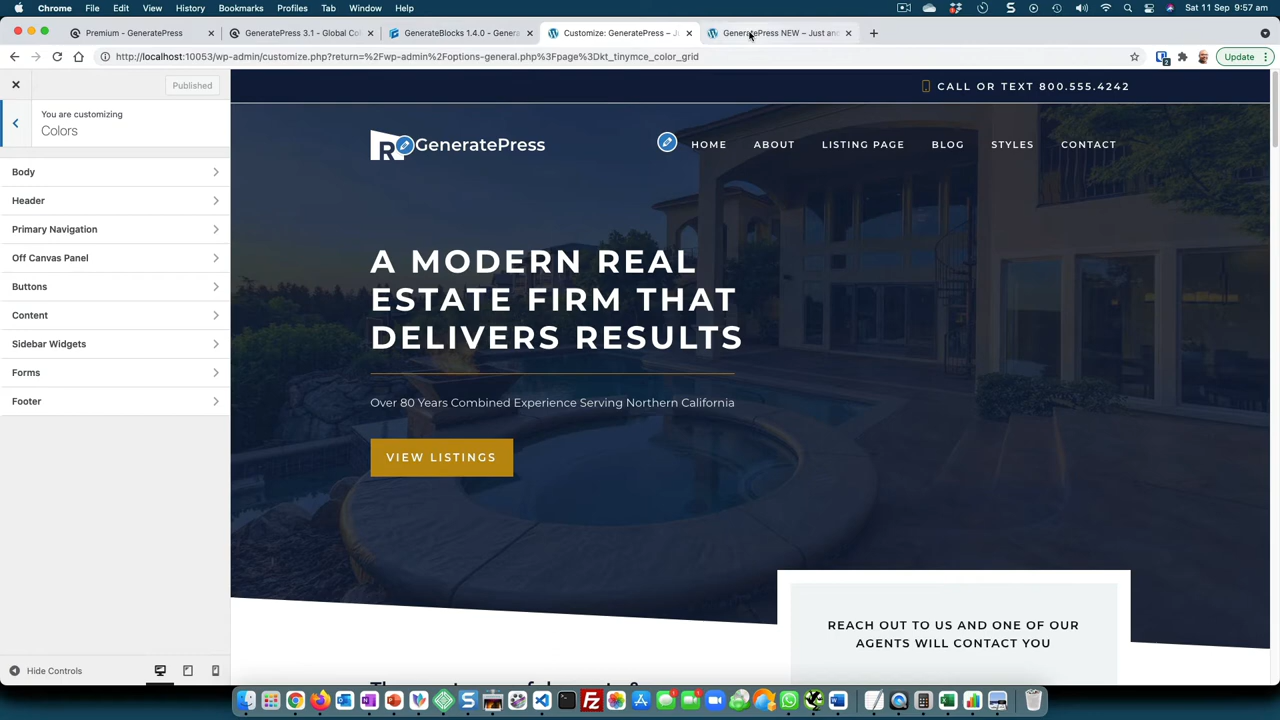 Chrome File Edit View History Bookmarks Profiles Tab Window Help Sat 11 Sep 9:57 am
Premium - GeneratePress
GeneratePress 3.1 - Global Co
GenerateBlocks 1.4.0 - Genera
Customize: GeneratePress – Ju
GeneratePress NEW – Just ano
localhost:10053/wp-admin/customize.php?return=%2Fwp-admin%2Foptions-general.php%3Fpage%3Dkt_tinymce_color_grid
2
Update
Published
You are customizing
Colors
Body
Header
Primary Navigation
Off Canvas Panel
Buttons
Content
Sidebar Widgets
Forms
Footer
Hide Controls
CALL OR TEXT 800.555.4242
GeneratePress
HOME ABOUT LISTING PAGE BLOG STYLES CONTACT
A MODERN REAL
ESTATE FIRM THAT
DELIVERS RESULTS
Over 80 Years Combined Experience Serving Northern California
VIEW LISTINGS
REACH OUT TO US AND ONE OF OUR
AGENTS WILL CONTACT YOU